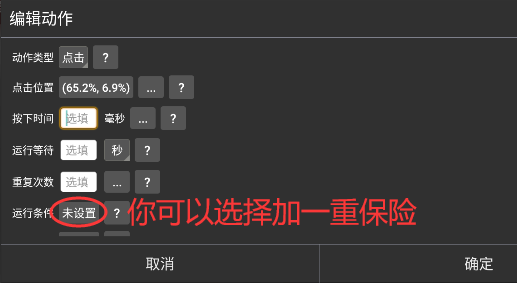 编辑动作
动作类型 点击 ?
点击位置 (65.2%, 6.9%) ... ?
按下时间 选填 毫秒 ... ?
运行等待 选填 秒 ?
重复次数 选填 ... ?
运行条件 未设置 ? 你可以选择加一重保险
取消 确定